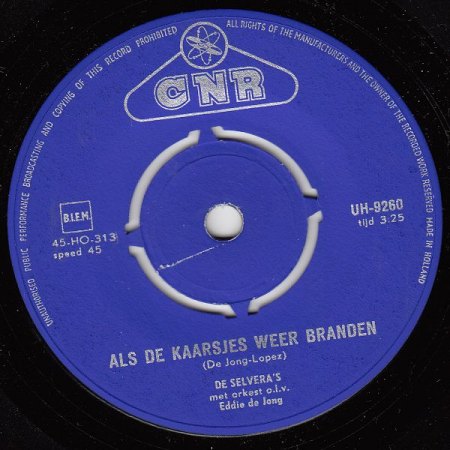 UNAUTHORISED PUBLIC PERFORMANCE BROADCASTING AND COPYING OF THIS RECORD PROHIBITED
ALL RIGHTS OF THE MANUFACTURERS AND THE OWNER OF THE RECORDED WORK RESERVED MADE IN HOLLAND
CNR
B.I.E.M.
45-HO-313
speed 45
UH-9260
tijd 3.25
ALS DE KAARSJES WEER BRANDEN
(De Jong-Lopez)
DE SELVERA'S
met orkest o.l.v.
Eddie de Jong